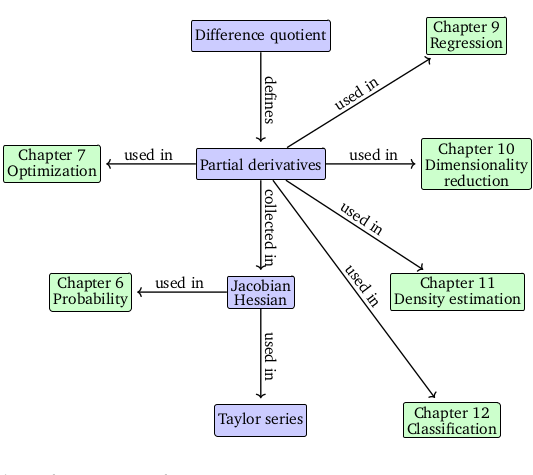 Difference quotient
Chapter 9
Regression
defines
used in
Chapter 7
Optimization
used in
Partial derivatives
used in
Chapter 10
Dimensionality
reduction
collected in
used in
used in
Chapter 6
Probability
used in
Jacobian
Hessian
Chapter 11
Density estimation
used in
Taylor series
Chapter 12
Classification